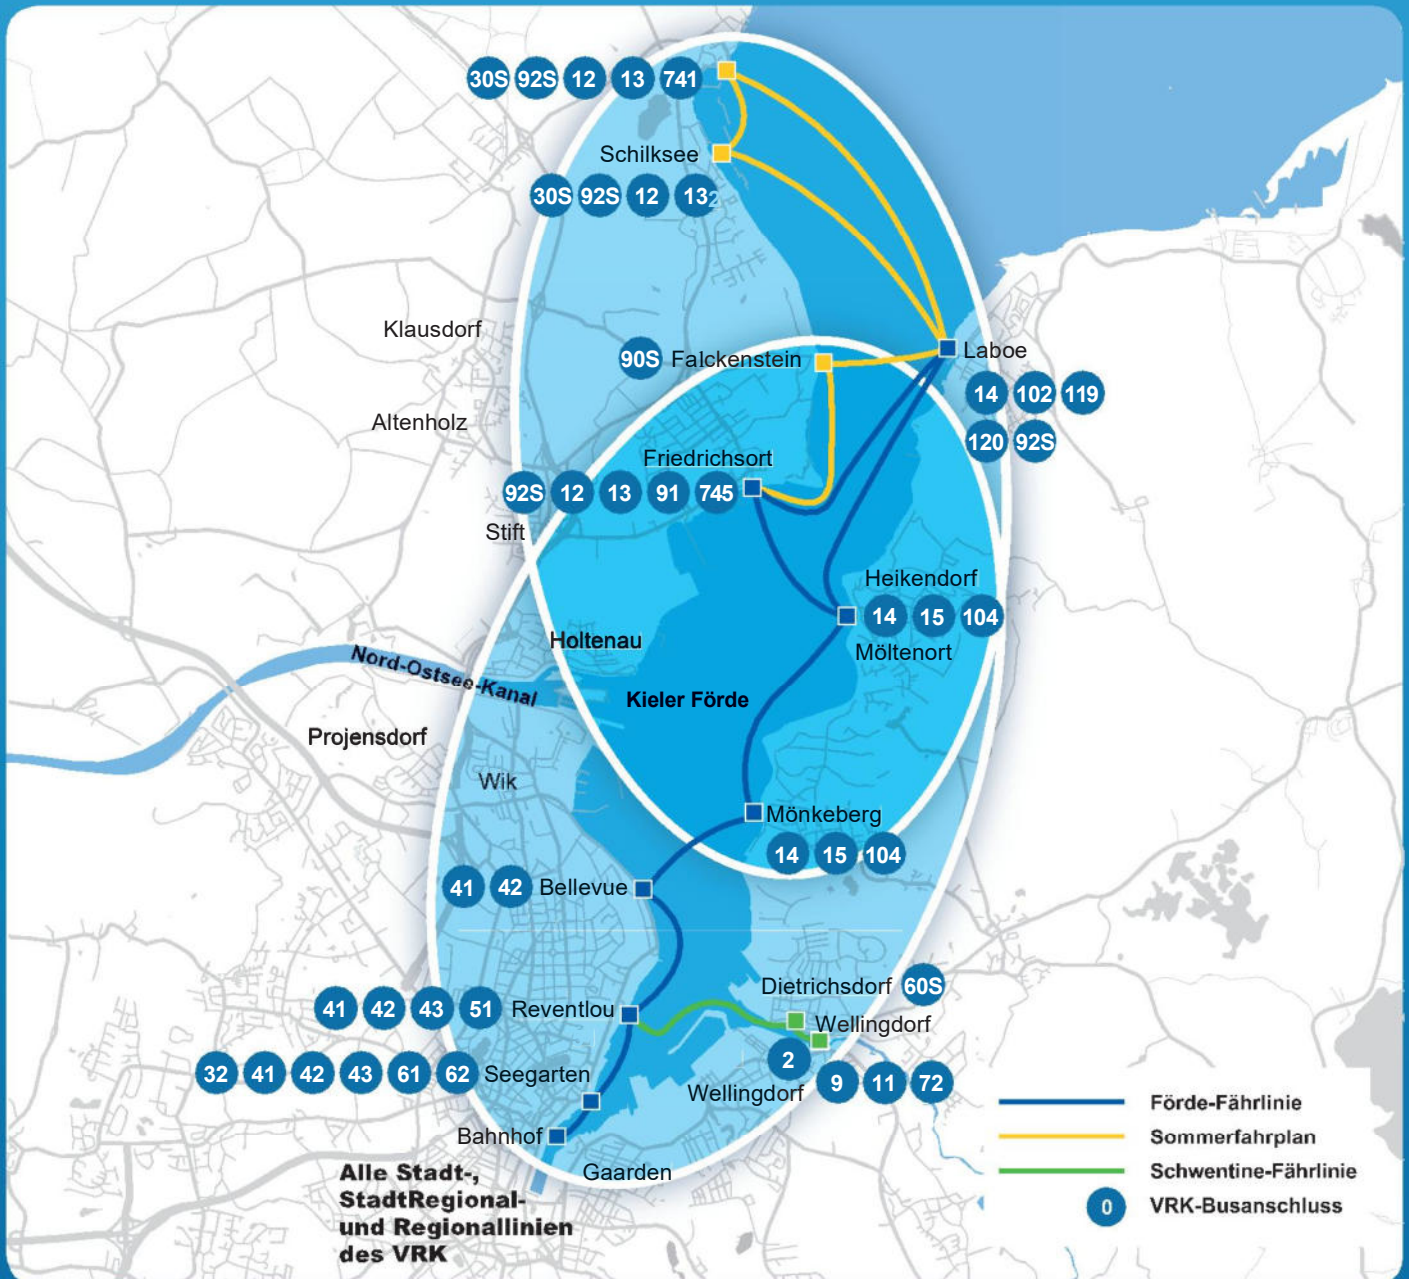 30S 92S 12 13 741
Schilksee
30S 92S 12 13 2
Klausdorf
90S Falckenstein
Laboe
14 102 119
120 92S
Altenholz
Friedrichsort
92S 12 13 91 745
Stift
Heikendorf
14 15 104
Möltenort
Holtenau
Nord-Ostsee-Kanal
Kieler Förde
Projensdorf
Wik
Mönkeberg
14 15 104
41 42 Bellevue
Dietrichsdorf 60S
41 42 43 51 Reventlou
Wellingdorf
2
9 11 72
Wellingdorf
32 41 42 43 61 62 Seegarten
Bahnhof
Gaarden
Alle Stadt-,
StadtRegional-
und Regionallinien
des VRK
Förde-Fährlinie
Sommerfahrplan
Schwentine-Fährlinie
0 VRK-Busanschluss